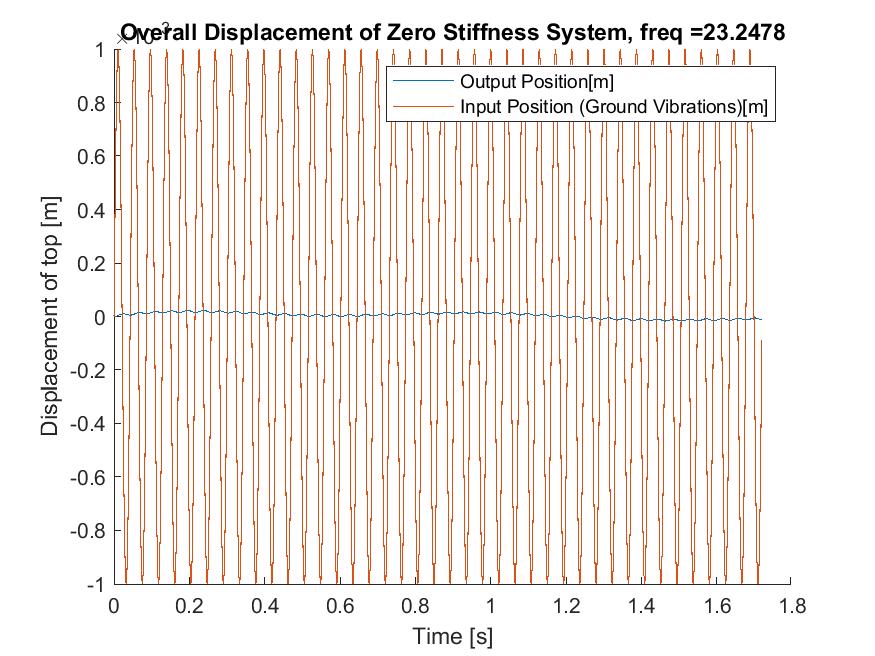 Overall Displacement of Zero Stiffness System, freq =23.2478
×10-3
Output Position[m]
Input Position (Ground Vibrations)[m]
1
0.8
0.6
0.4
0.2
0
-0.2
-0.4
-0.6
-0.8
-1
Displacement of top [m]
0 0.2 0.4 0.6 0.8 1 1.2 1.4 1.6 1.8
Time [s]